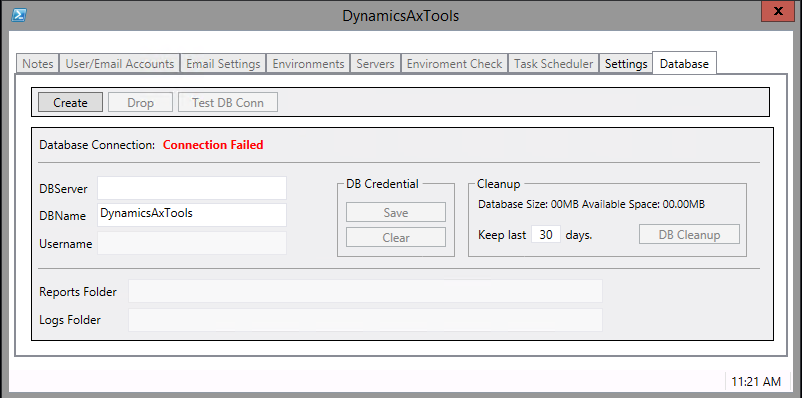 DynamicsAxTools
x
Notes User/Email Accounts Email Settings Environments Servers Enviroment Check Task Scheduler Settings Database
Create Drop Test DB Conn
Database Connection: Connection Failed
DBServer
DBName DynamicsAxTools
Username
DB Credential
Save
Clear
Cleanup
Database Size: 00MB Available Space: 00.00MB
Keep last 30 days. DB Cleanup
Reports Folder
Logs Folder
11:21 AM